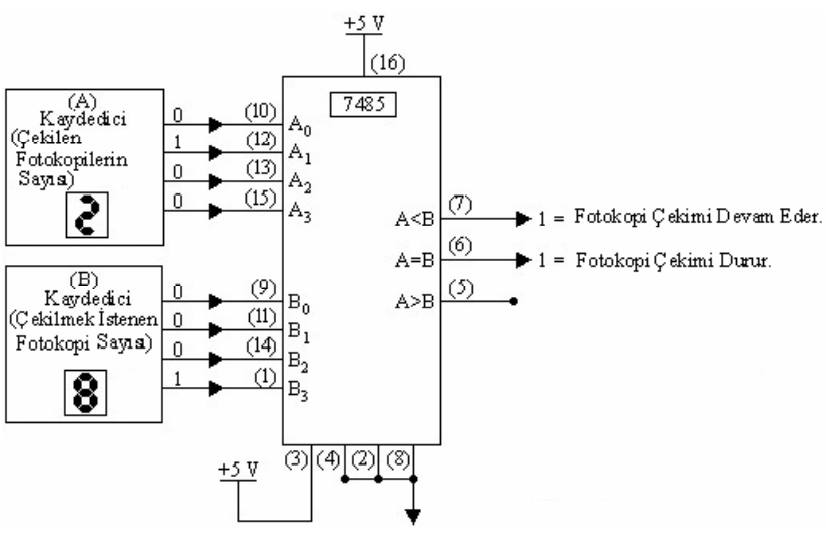 +5 V
(16)
7485
(A)
Kaydedici
(Çekilen
Fotokopilerin
Sayısı)
2
0 (10) A0
1 (12) A1
0 (13) A2
0 (15) A3
A<B (7) 1 = Fotokopi Çekimi Devam Eder.
A=B (6) 1 = Fotokopi Çekimi Durur.
A>B (5)
(B)
Kaydedici
(Çekilmek İstenen
Fotokopi Sayısı)
8
0 (9) B0
0 (11) B1
0 (14) B2
1 (1) B3
+5 V
(3) (4) (2) (8)